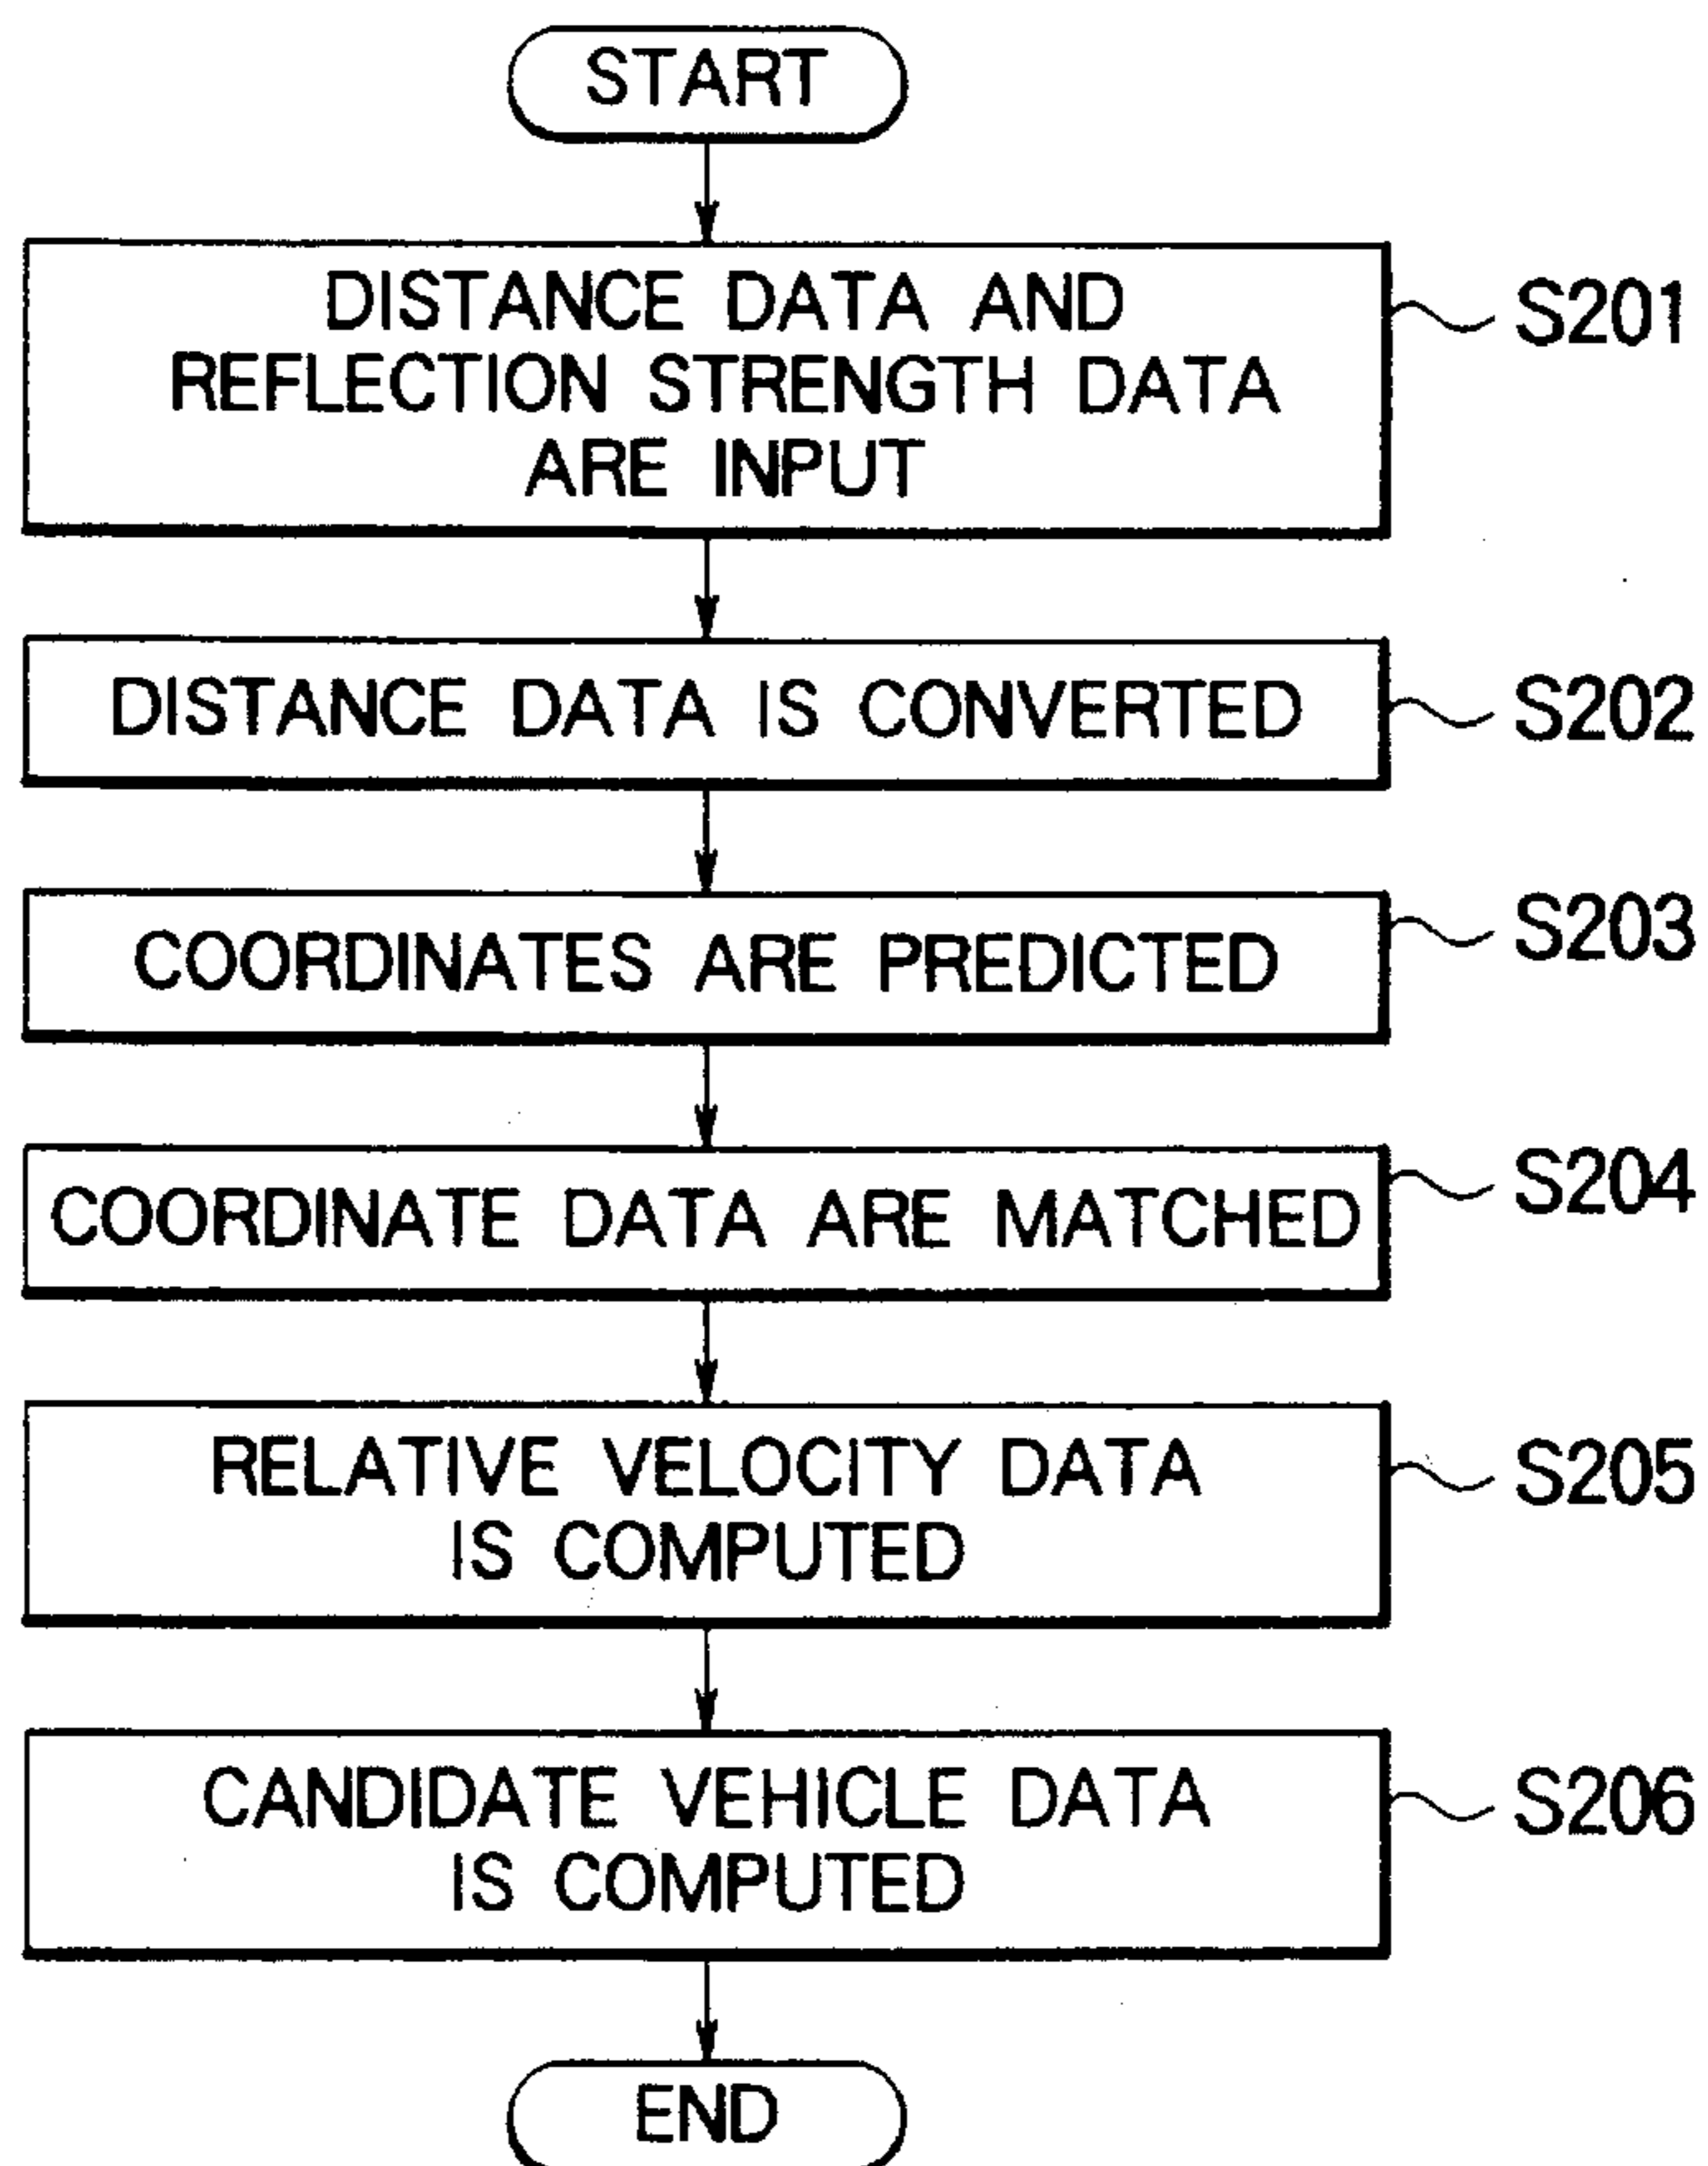 START
DISTANCE DATA AND
REFLECTION STRENGTH DATA
ARE INPUT
S201
DISTANCE DATA IS CONVERTED
S202
COORDINATES ARE PREDICTED
S203
COORDINATE DATA ARE MATCHED
S204
RELATIVE VELOCITY DATA
IS COMPUTED
S205
CANDIDATE VEHICLE DATA
IS COMPUTED
S206
END